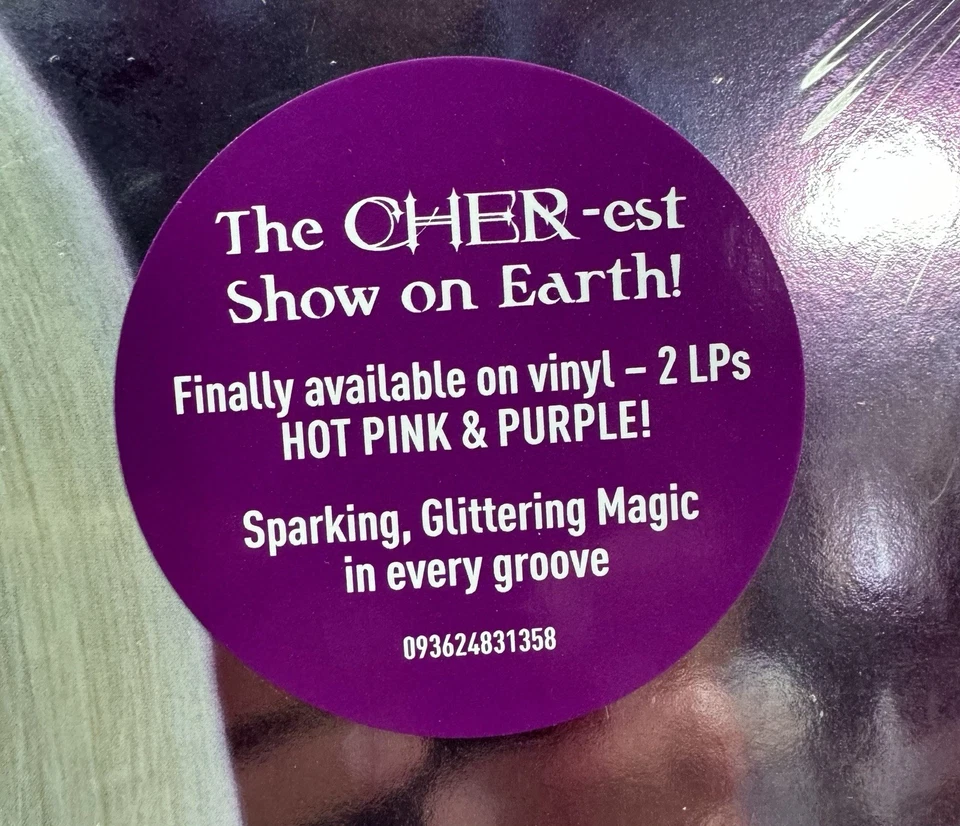 The CHER-est
Show on Earth!
Finally available on vinyl – 2 LPs
HOT PINK & PURPLE!
Sparking, Glittering Magic
in every groove
093624831358